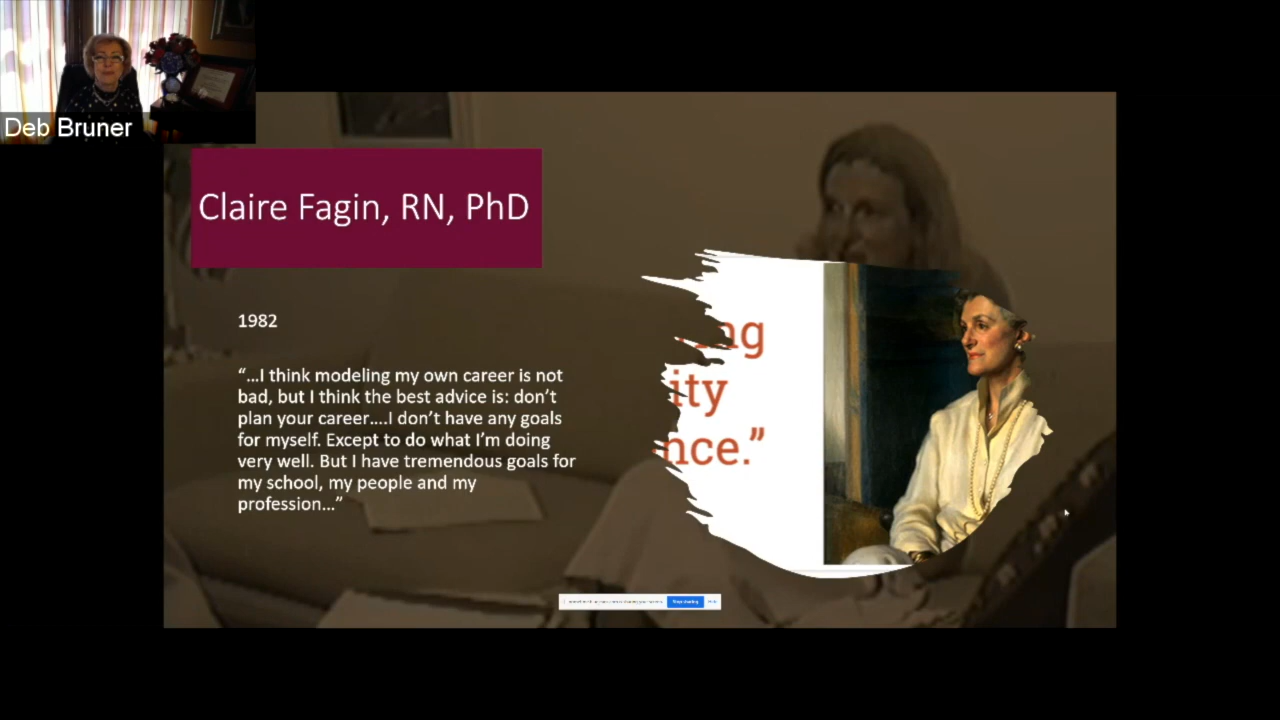 Deb Bruner
Claire Fagin, RN, PhD
1982
“...I think modeling my own career is not
bad, but I think the best advice is: don’t
plan your career....I don’t have any goals
for myself. Except to do what I’m doing
very well. But I have tremendous goals for
my school, my people and my
profession...”
ng
ity
nce.”
Stop sharing
Hide